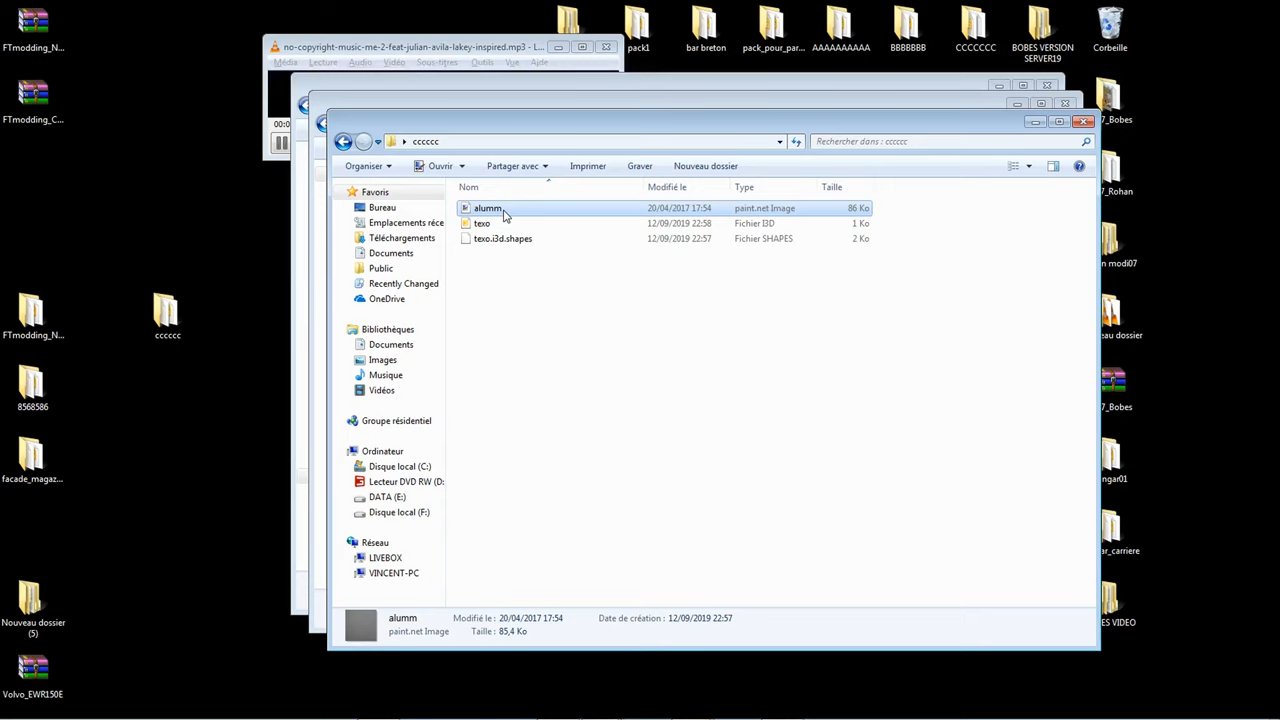 FTmodding_N...
pack1
bar breton
pack_pour_par...
AAAAAAAAAA
BBBBBBB
CCCCCCC
BOBES VERSION
SERVER19
Corbeille
no-copyright-music-me-2-feat-julian-avila-lakey-inspired.mp3 - L...
Média Lecture Audio Vidéo Sous-titres Outils Vue Aide
FTmodding_C...
7_Bobes
00:0
cccccc
Rechercher dans : cccccc
Organiser Ouvrir Partager avec Imprimer Graver Nouveau dossier
Nom Modifié le Type Taille
Favoris
Bureau
Emplacements réce
Téléchargements
Documents
Public
Recently Changed
OneDrive
Bibliothèques
Documents
Images
Musique
Vidéos
Groupe résidentiel
Ordinateur
Disque local (C:)
Lecteur DVD RW (D:
DATA (E:)
Disque local (F:)
Réseau
LIVEBOX
VINCENT-PC
alumm 20/04/2017 17:54 paint.net Image 86 Ko
texo 12/09/2019 22:58 Fichier I3D 1 Ko
texo.i3d.shapes 12/09/2019 22:57 Fichier SHAPES 2 Ko
alumm Modifié le : 20/04/2017 17:54 Date de création : 12/09/2019 22:57
paint.net Image Taille : 85,4 Ko
7_Rohan
n modi07
FTmodding_N...
cccccc
eau dossier
8568586
7_Bobes
facade_magaz...
ngar01
ar_carriere
Nouveau dossier
(5)
ES VIDEO
Volvo_EWR150E